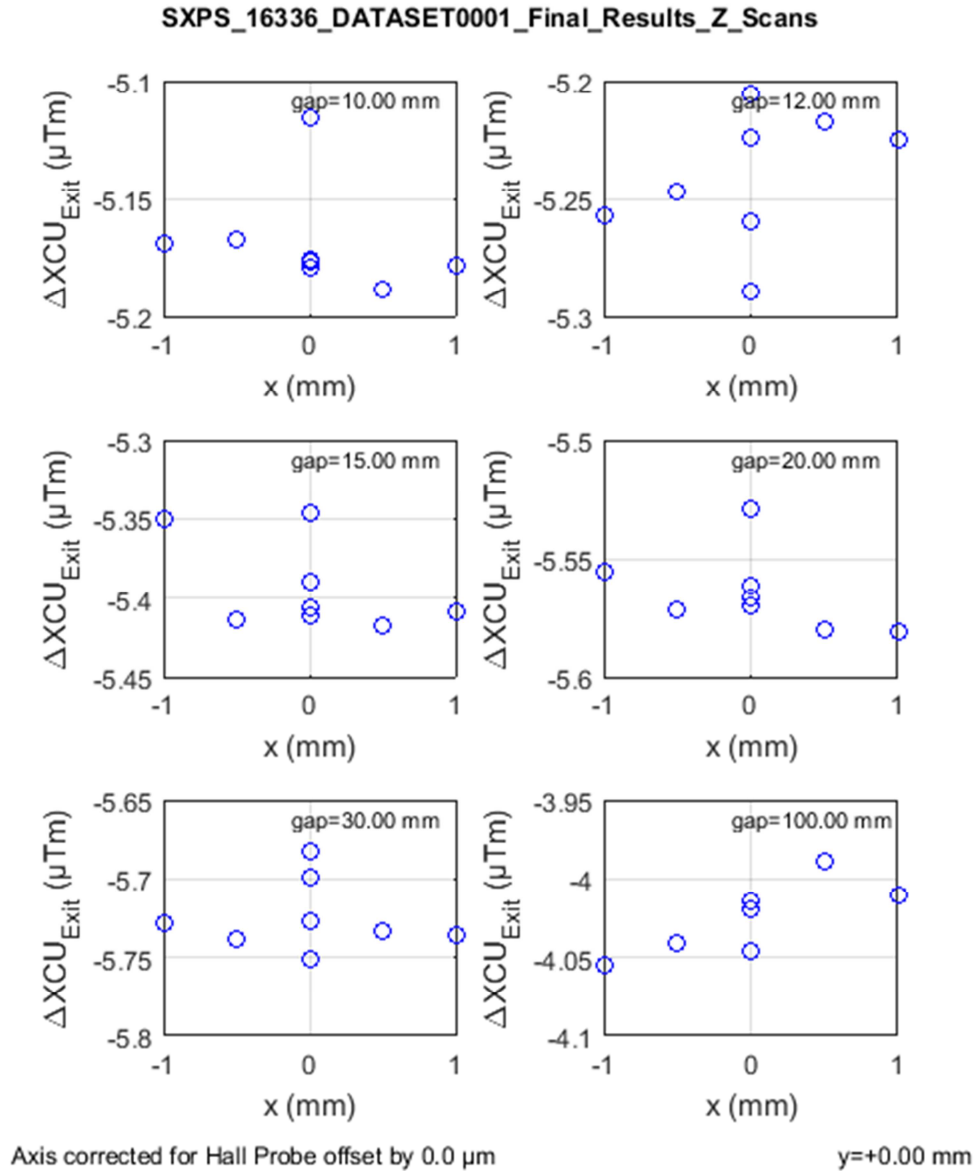 SXPS_16336_DATASET0001_Final_Results_Z_Scans
gap=10.00 mm
-5.1
-5.15
-5.2
-1
0
1
ΔXCU_Exit (µTm)
x (mm)
gap=12.00 mm
-5.2
-5.25
-5.3
-1
0
1
ΔXCU_Exit (µTm)
x (mm)
gap=15.00 mm
-5.3
-5.35
-5.4
-5.45
-1
0
1
ΔXCU_Exit (µTm)
x (mm)
gap=20.00 mm
-5.5
-5.55
-5.6
-1
0
1
ΔXCU_Exit (µTm)
x (mm)
gap=30.00 mm
-5.65
-5.7
-5.75
-5.8
-1
0
1
ΔXCU_Exit (µTm)
x (mm)
gap=100.00 mm
-3.95
-4
-4.05
-4.1
-1
0
1
ΔXCU_Exit (µTm)
x (mm)
Axis corrected for Hall Probe offset by 0.0 µm
y=+0.00 mm